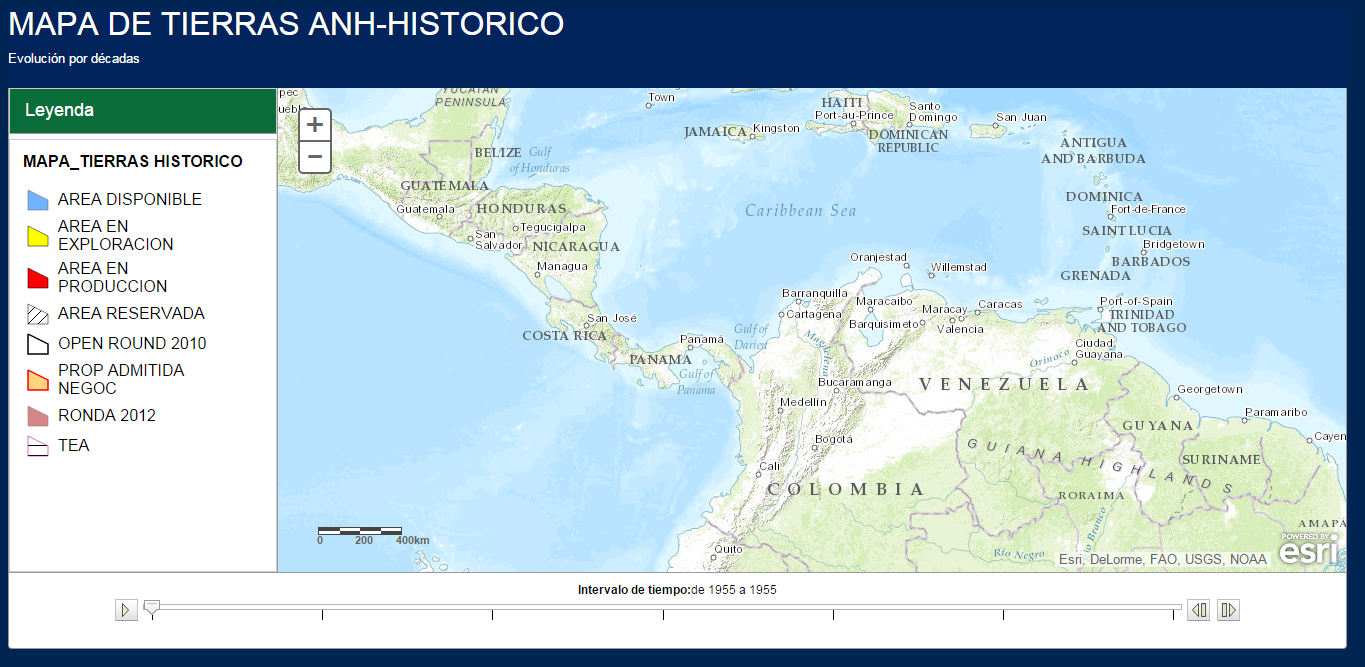 MAPA DE TIERRAS ANH-HISTORICO
Evolución por décadas
Leyenda
MAPA_TIERRAS HISTORICO
AREA DISPONIBLE
AREA EN
EXPLORACION
AREA EN
PRODUCCION
AREA RESERVADA
OPEN ROUND 2010
PROP ADMITIDA
NEGOC
RONDA 2012
TEA
+
−
YUCATAN
PENINSULA
Town
HAITI
Port-au-Prince
Santo
Domingo
San Juan
JAMAICA
Kingston
DOMINICAN
REPUBLIC
ANTIGUA
AND BARBUDA
BELIZE
Gulf
of Honduras
GUATEMALA
Guatemala
HONDURAS
Tegucigalpa
San
Salvador
NICARAGUA
Managua
Caribbean Sea
DOMINICA
Fort-de-France
SAINT LUCIA
Bridgetown
BARBADOS
GRENADA
Oranjestad
Willemstad
Barranquilla
Cartagena
Maracaibo
Maracay
Caracas
Barquisimeto
Valencia
Port-of-Spain
TRINIDAD
AND TOBAGO
San José
COSTA RICA
Panamá
PANAMA
Gulf of
Darien
Gulf of
Panama
Magdalena
Ciudad
Guayana
Orinoco
Bucaramanga
VENEZUELA
Georgetown
Medellín
Paramaribo
GUYANA
Bogotá
Cayen
GUIANA HIGHLANDS
SURINAME
Cali
COLOMBIA
RORAIMA
Rio Branco
AMAPÁ
Quito
Río Negro
0 200 400km
Esri, DeLorme, FAO, USGS, NOAA
POWERED BY
esri
Intervalo de tiempo:de 1955 a 1955